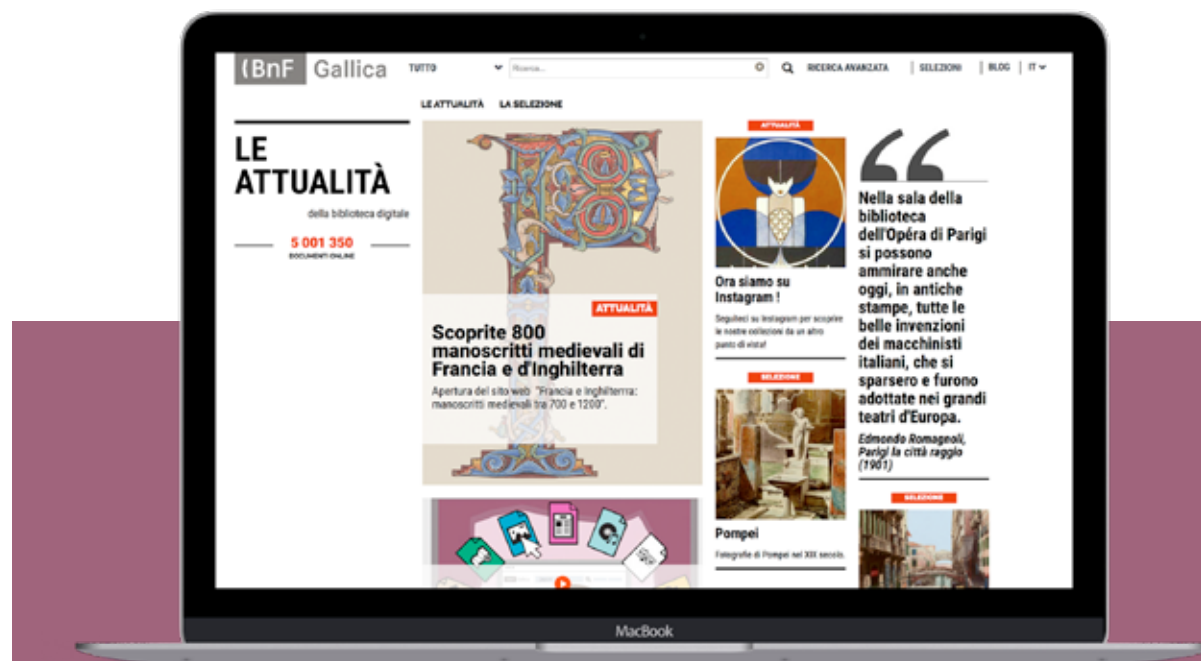 (BnF Gallica
TUTTO
Ricerca...
RICERCA AVANZATA
SELEZIONI
BLOG
IT
LE ATTUALITÀ LA SELEZIONE
LE
ATTUALITÀ
della biblioteca digitale
5 001 350
DOCUMENTI ONLINE
ATTUALITÀ
Scoprite 800
manoscritti medievali di
Francia e d'Inghilterra
Apertura del sito web "Francia e Inghilterra:
manoscritti medievali tra 700 e 1200".
ATTUALITÀ
Ora siamo su
Instagram !
Seguiteci su Instagram per scoprire
le nostre collezioni da un altro
punto di vista!
SELEZIONE
Pompei
Fotografie di Pompei nel XIX secolo.
“
Nella sala della
biblioteca
dell'Opéra di Parigi
si possono
ammirare anche
oggi, in antiche
stampe, tutte le
belle invenzioni
dei macchinisti
italiani, che si
sparsero e furono
adottate nei grandi
teatri d'Europa.
Edmondo Romagnoli,
Parigi la città raggio
(1901)
SELEZIONE
MacBook